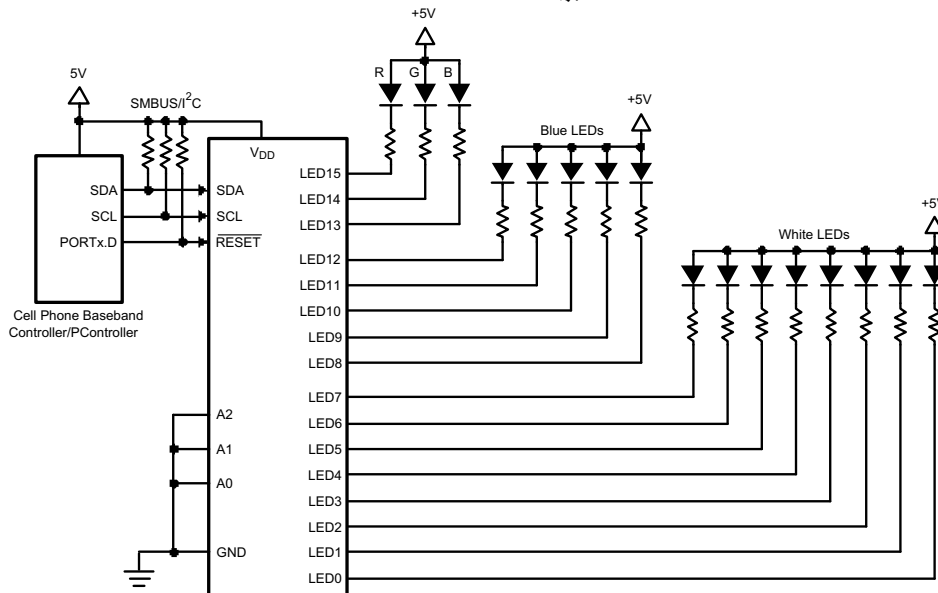 +5V
R G B
5V
SMBUS/I²C
+5V
Blue LEDs
V_DD
LED15
SDA SDA
LED14
SCL SCL
LED13
PORTx.D RESET
+5V
White LEDs
LED12
LED11
Cell Phone Baseband
Controller/PController
LED10
LED9
LED8
LED7
A2
LED6
A1
LED5
LED4
A0
LED3
LED2
GND
LED1
LED0